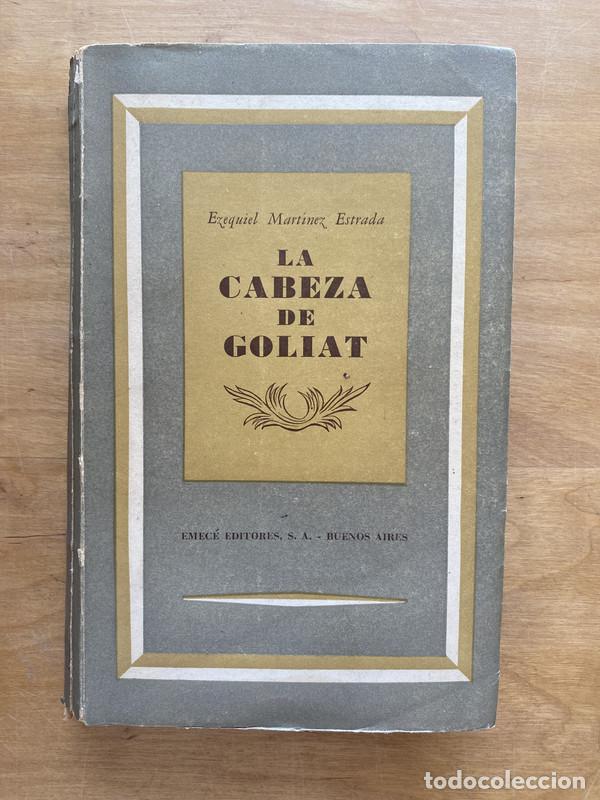 Ezequiel Martínez Estrada
LA
CABEZA
DE
GOLIAT
EMECÉ EDITORES, S. A. - BUENOS AIRES
todocoleccion